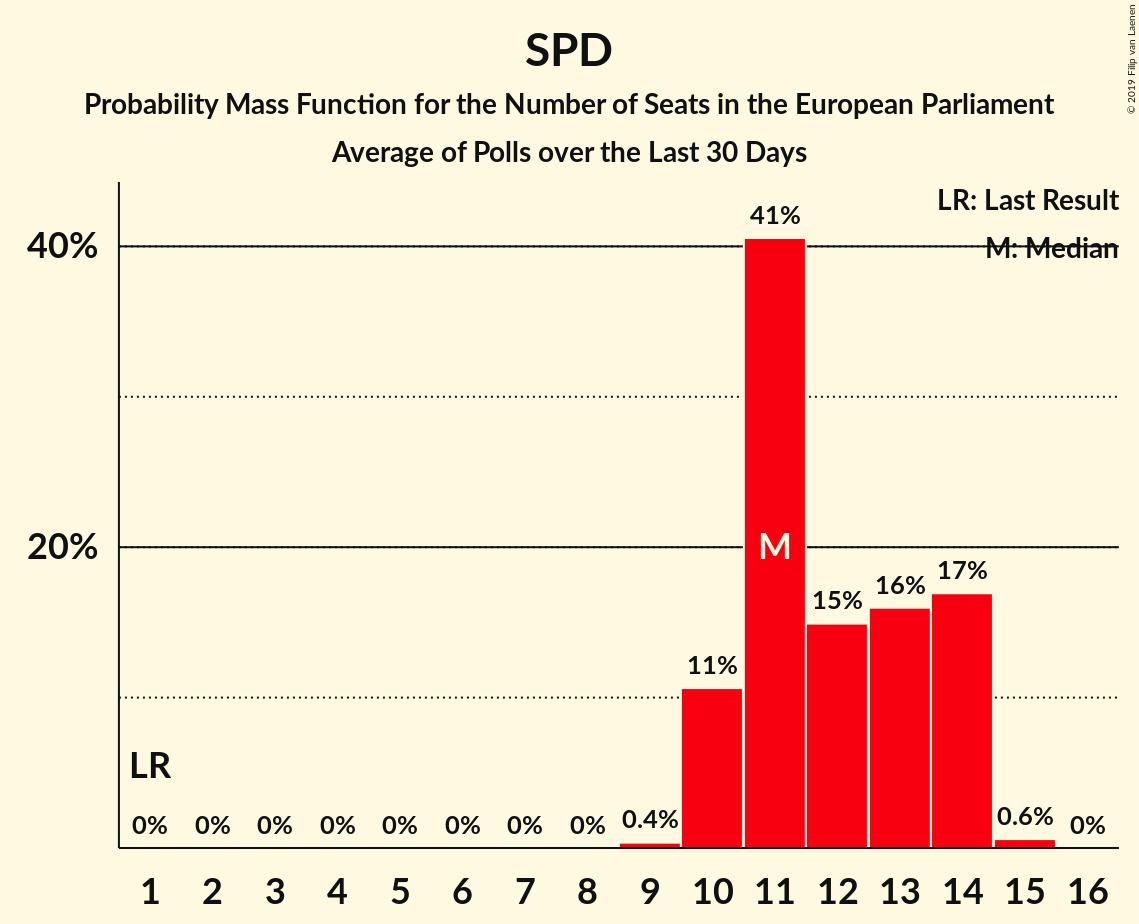 SPD
Probability Mass Function for the Number of Seats in the European Parliament
Average of Polls over the Last 30 Days
© 2019 Filip van Laenen
LR: Last Result
M: Median
40%
20%
41%
M
17%
16%
15%
11%
LR
0% 0% 0% 0% 0% 0% 0% 0% 0.4% 0.6% 0%
1 2 3 4 5 6 7 8 9 10 11 12 13 14 15 16